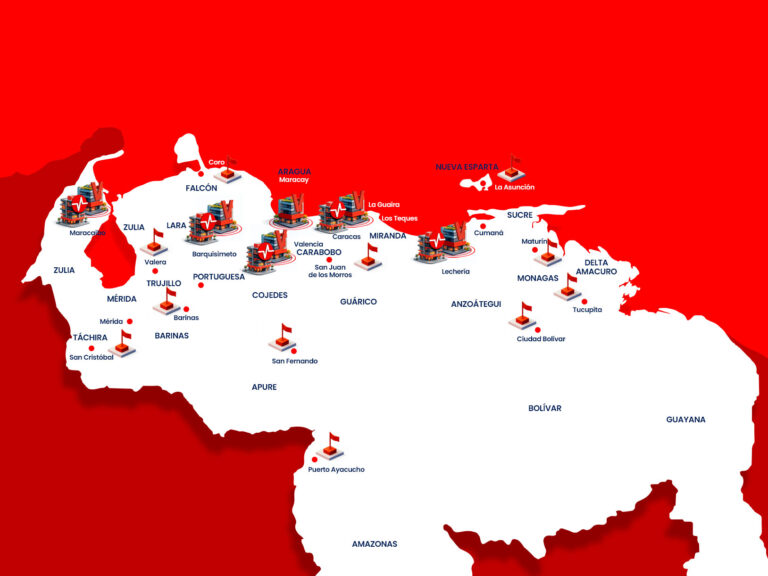 Coro
FALCÓN
ARAGUA
Maracay
NUEVA ESPARTA
La Asunción
La Guaira
Los Teques
Maracaibo
ZULIA
LARA
Barquisimeto
Valencia
CARABOBO
Caracas
MIRANDA
SUCRE
Cumaná
Maturín
Lechería
San Juan
de los Morros
Valera
ZULIA
TRUJILLO
PORTUGUESA
COJEDES
GUÁRICO
ANZOÁTEGUI
MONAGAS
DELTA
AMACURO
Tucupita
MÉRIDA
Mérida
Barinas
BARINAS
TÁCHIRA
San Cristóbal
San Fernando
Ciudad Bolívar
APURE
BOLÍVAR
GUAYANA
Puerto Ayacucho
AMAZONAS